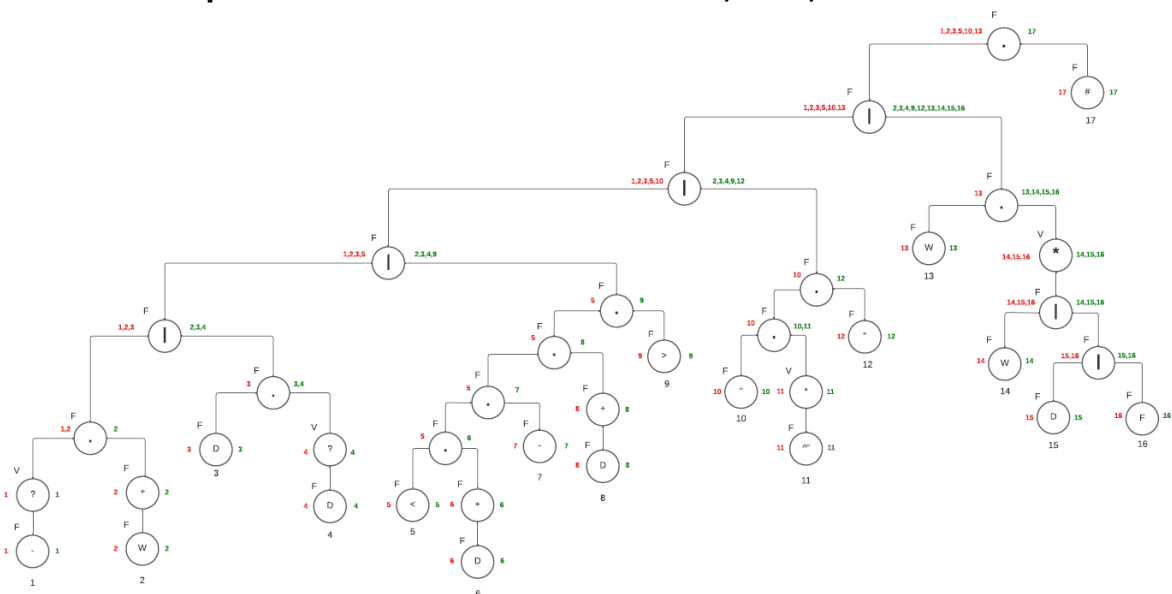 F
1,2,3,5,10,13 . 17
F
17 # 17
17
F
1,2,3,5,10,13 | 2,3,4,9,12,13,14,15,16
F
1,2,3,5,10 | 2,3,4,9,12
F
13 . 13,14,15,16
F
13 W 13
13
V
14,15,16 * 14,15,16
F
1,2,3,5 | 2,3,4,9
F
10 . 12
F
5 . 9
F
14,15,16 | 14,15,16
F
1,2,3 | 2,3,4
F
10 . 10,11
F
12 " 12
12
F
5 . 8
F
9 > 9
9
F
14 W 14
14
F
15,16 | 15,16
F
3 . 3,4
F
5 . 7
F
10 " 10
10
V
11 * 11
F
8 + 8
F
15 D 15
15
F
16 F 16
16
F
1,2 . 2
F
3 D 3
3
V
4 ? 4
F
5 . 6
F
7 - 7
7
F
8 D 8
8
F
11 ^" 11
11
V
1 ? 1
F
2 + 2
F
4 D 4
4
F
5 < 5
5
F
6 + 6
F
1 - 1
1
F
2 W 2
2
F
6 D 6
6